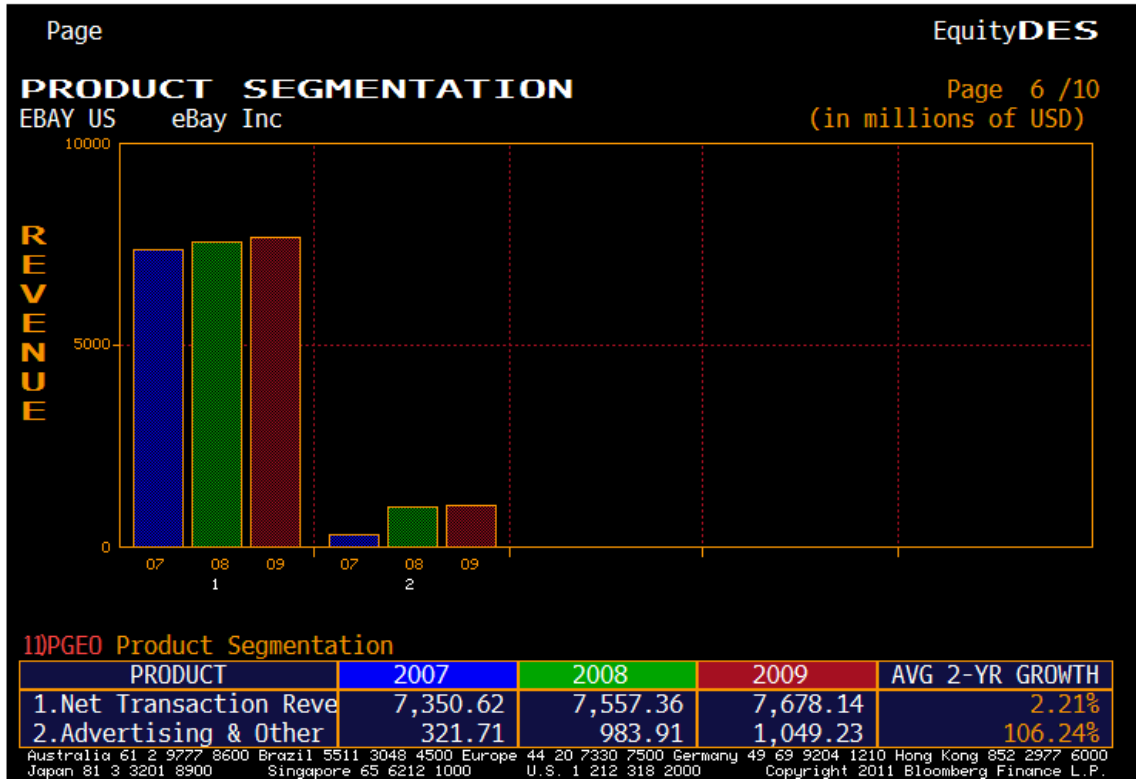 Page EquityDES
PRODUCT SEGMENTATION Page 6 /10
EBAY US eBay Inc (in millions of USD)
10000
REVENUE
5000
0
07 08 09 07 08 09
1 2
11)PGEO Product Segmentation
PRODUCT 2007 2008 2009 AVG 2-YR GROWTH
1.Net Transaction Reve 7,350.62 7,557.36 7,678.14 2.21%
2.Advertising & Other 321.71 983.91 1,049.23 106.24%
Australia 61 2 9777 8600 Brazil 5511 3048 4500 Europe 44 20 7330 7500 Germany 49 69 9204 1210 Hong Kong 852 2977 6000
Japan 81 3 3201 8900 Singapore 65 6212 1000 U.S. 1 212 318 2000 Copyright 2011 Bloomberg Finance L.P.